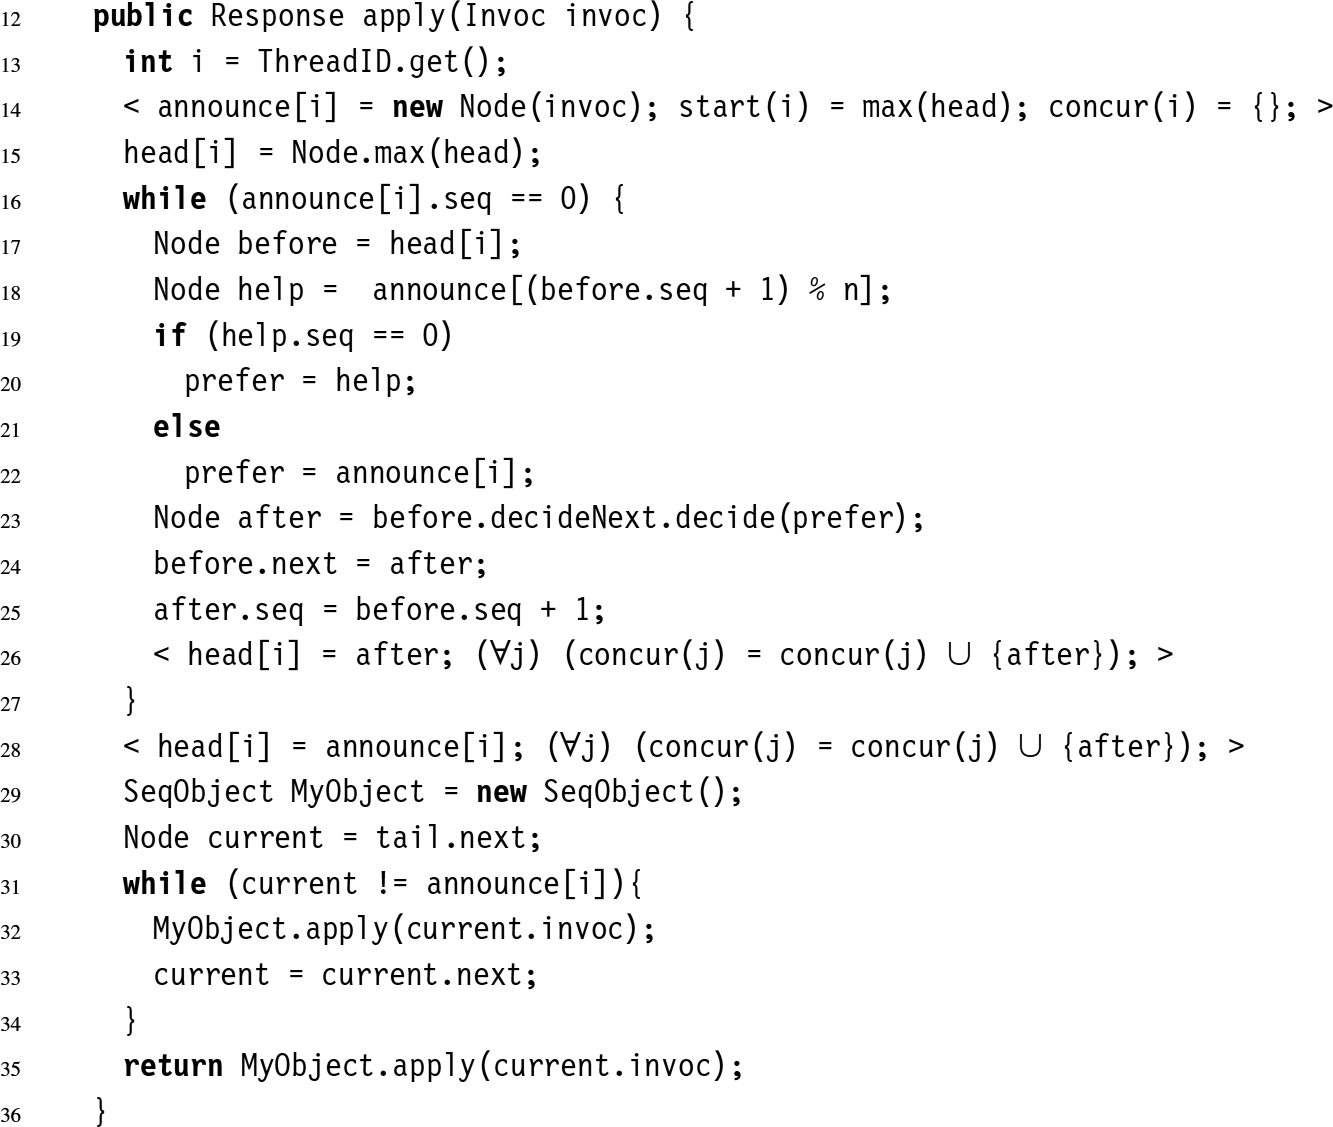 12 public Response apply(Invoc invoc) {
13 int i = ThreadID.get();
14 < announce[i] = new Node(invoc); start(i) = max(head); concur(i) = {}; >
15 head[i] = Node.max(head);
16 while (announce[i].seq == 0) {
17 Node before = head[i];
18 Node help = announce[(before.seq + 1) % n];
19 if (help.seq == 0)
20 prefer = help;
21 else
22 prefer = announce[i];
23 Node after = before.decideNext.decide(prefer);
24 before.next = after;
25 after.seq = before.seq + 1;
26 < head[i] = after; (∀j) (concur(j) = concur(j) ∪ {after}); >
27 }
28 < head[i] = announce[i]; (∀j) (concur(j) = concur(j) ∪ {after}); >
29 SeqObject MyObject = new SeqObject();
30 Node current = tail.next;
31 while (current != announce[i]){
32 MyObject.apply(current.invoc);
33 current = current.next;
34 }
35 return MyObject.apply(current.invoc);
36 }